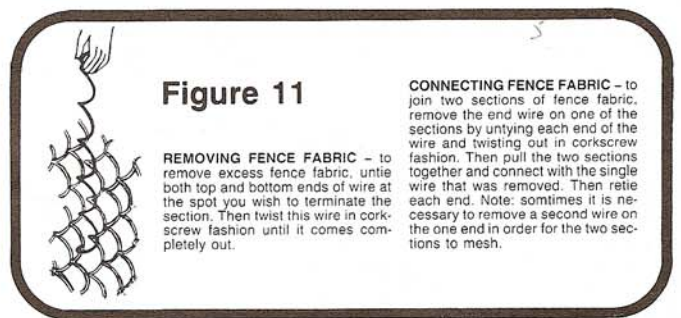 Figure 11
REMOVING FENCE FABRIC – to
remove excess fence fabric, untie
both top and bottom ends of wire at
the spot you wish to terminate the
section. Then twist this wire in cork-
screw fashion until it comes com-
pletely out.
CONNECTING FENCE FABRIC – to
join two sections of fence fabric,
remove the end wire on one of the
sections by untying each end of the
wire and twisting out in corkscrew
fashion. Then pull the two sections
together and connect with the single
wire that was removed. Then retie
each end. Note: somtimes it is ne-
cessary to remove a second wire on
the one end in order for the two sec-
tions to mesh.